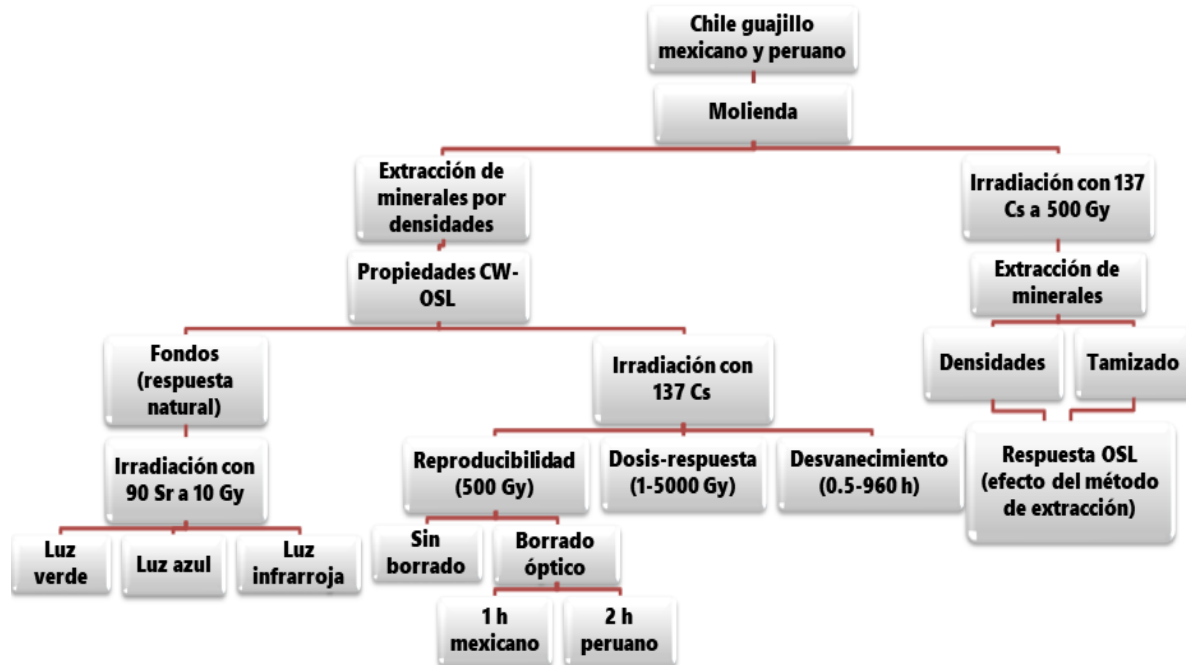 Chile guajillo
mexicano y peruano
Molienda
Extracción de
minerales por
densidades
Irradiación con 137
Cs a 500 Gy
Propiedades CW-
OSL
Extracción de
minerales
Fondos
(respuesta
natural)
Irradiación con
137 Cs
Densidades
Tamizado
Irradiación con
90 Sr a 10 Gy
Reproducibilidad
(500 Gy)
Dosis-respuesta
(1-5000 Gy)
Desvanecimiento
(0.5-960 h)
Respuesta OSL
(efecto del método
de extracción)
Luz
verde
Luz azul
Luz
infrarroja
Sin
borrado
Borrado
óptico
1 h
mexicano
2 h
peruano